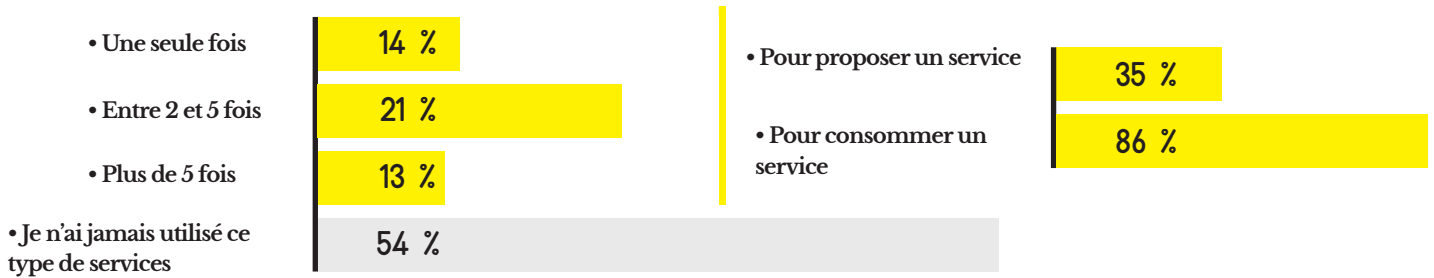 • Une seule fois 14 %
• Entre 2 et 5 fois 21 %
• Plus de 5 fois 13 %
• Je n’ai jamais utilisé ce
type de services 54 %
• Pour proposer un service 35 %
• Pour consommer un
service 86 %